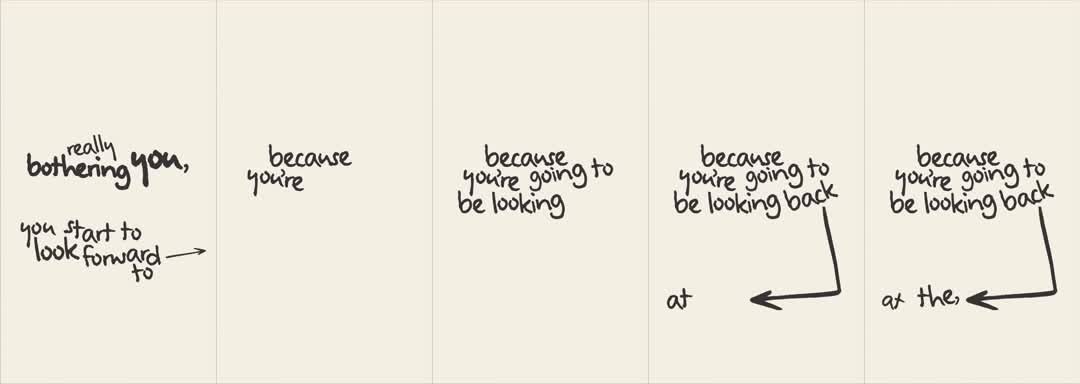 really
bothering you,
you start to
look forward
to
because
you're
because
you're going to
be looking
because
you're going to
be looking back
at
because
you're going to
be looking back
at the,